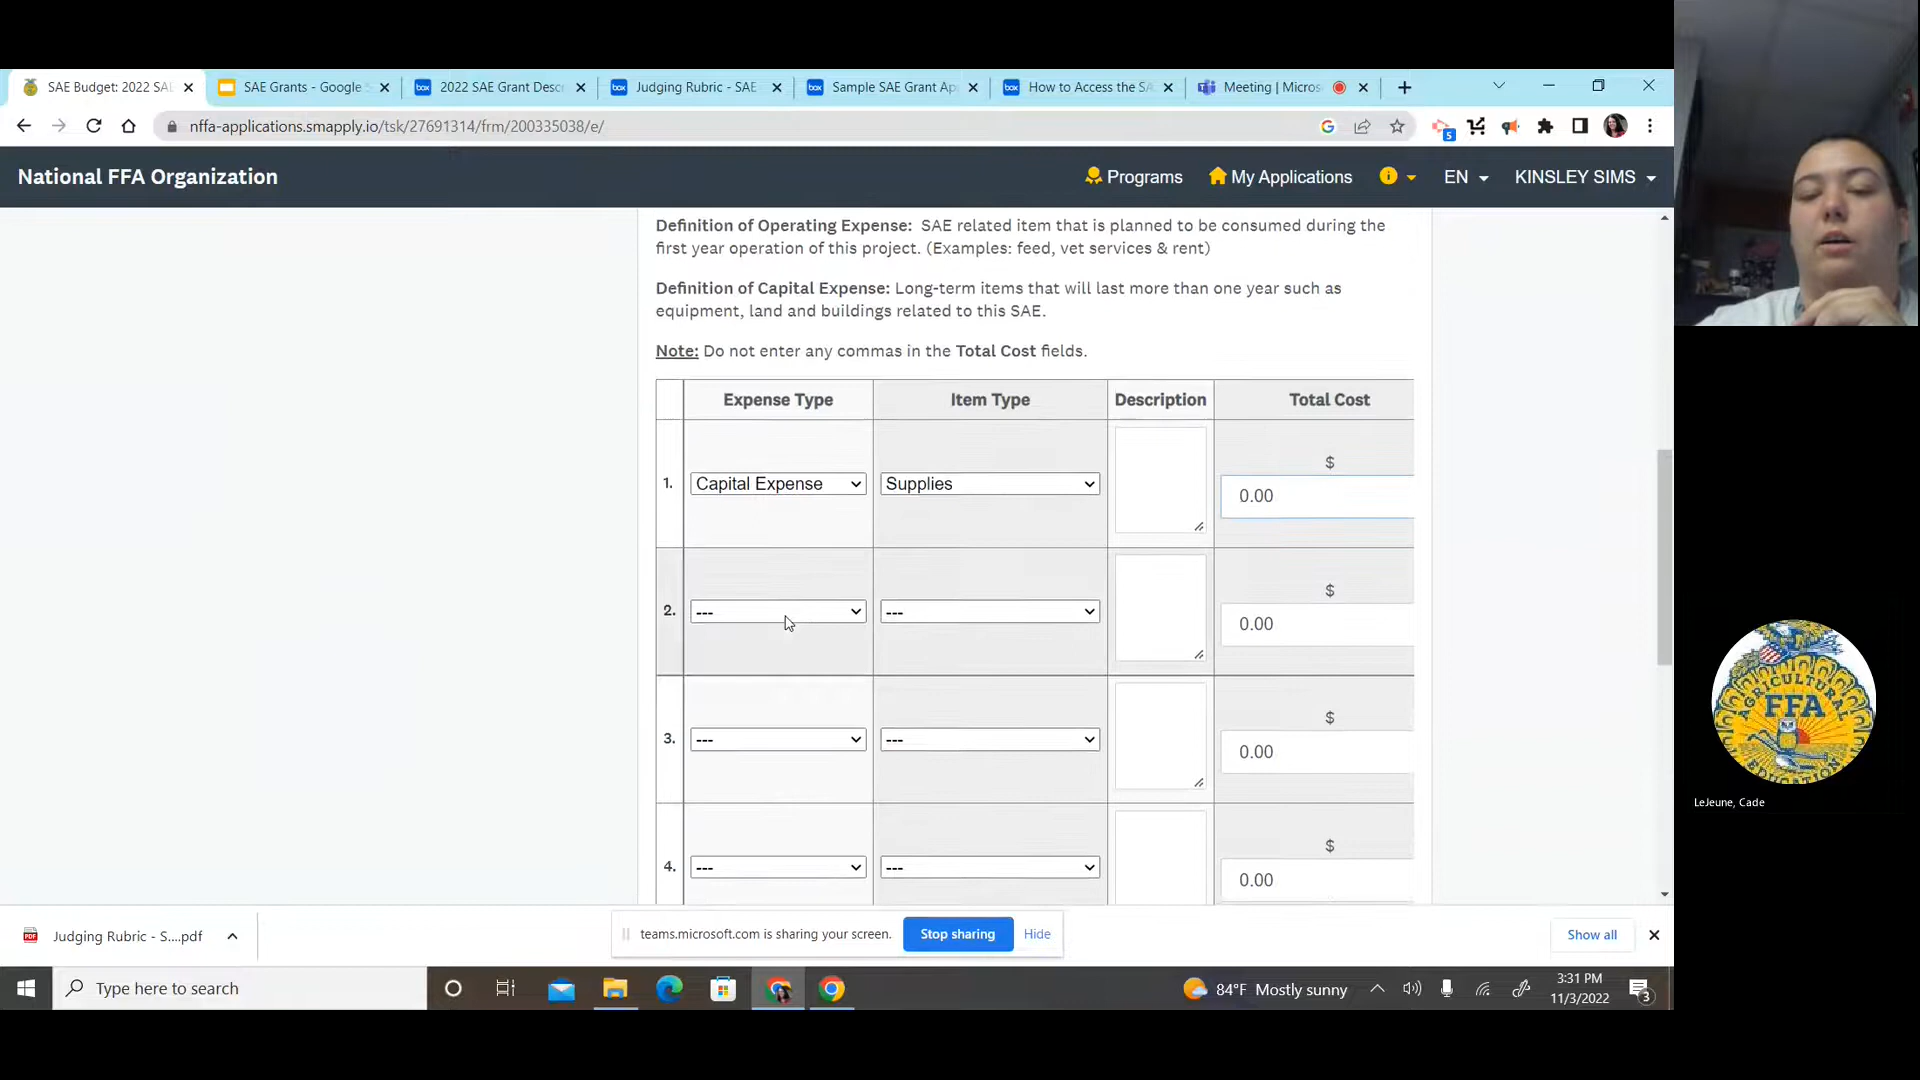 SAE Budget: 2022 SAE
SAE Grants - Google S
2022 SAE Grant Desc
Judging Rubric - SAE
Sample SAE Grant Ap
How to Access the SA
Meeting | Micros
nffa-applications.smapply.io/tsk/27691314/frm/200335038/e/
5
National FFA Organization
Programs
My Applications
EN
KINSLEY SIMS
Definition of Operating Expense: SAE related item that is planned to be consumed during the
first year operation of this project. (Examples: feed, vet services & rent)
Definition of Capital Expense: Long-term items that will last more than one year such as
equipment, land and buildings related to this SAE.
Note: Do not enter any commas in the Total Cost fields.
Expense Type Item Type Description Total Cost
$
1. Capital Expense Supplies 0.00
$
2. --- --- 0.00
$
3. --- --- 0.00
$
4. --- --- 0.00
AGRICULTURAL
FFA
EDUCATION
LeJeune, Cade
Judging Rubric - S....pdf
teams.microsoft.com is sharing your screen.
Stop sharing
Hide
Show all
Type here to search
84°F Mostly sunny
3:31 PM
11/3/2022
3